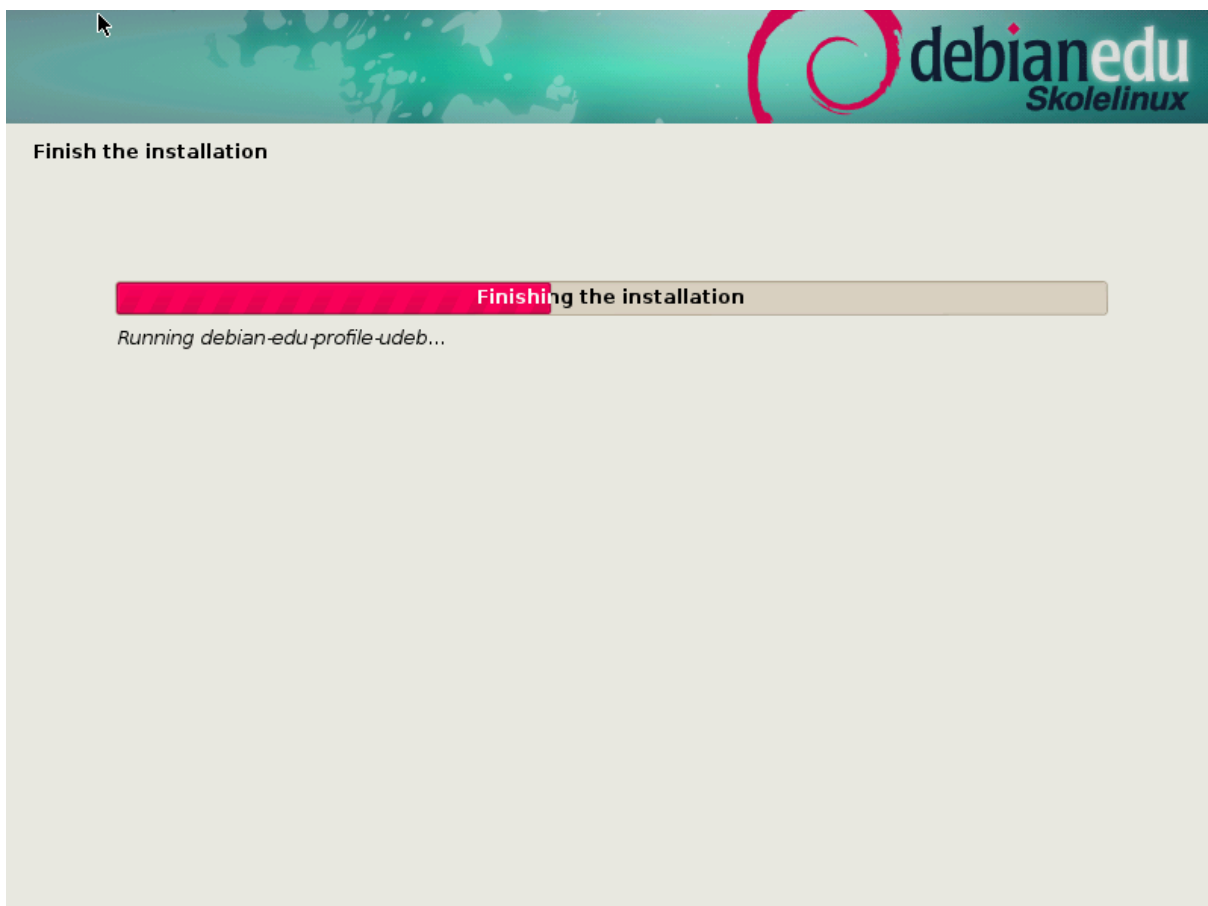 debianedu
Skolelinux
Finish the installation
Finishing the installation
Running debian-edu-profile-udeb...